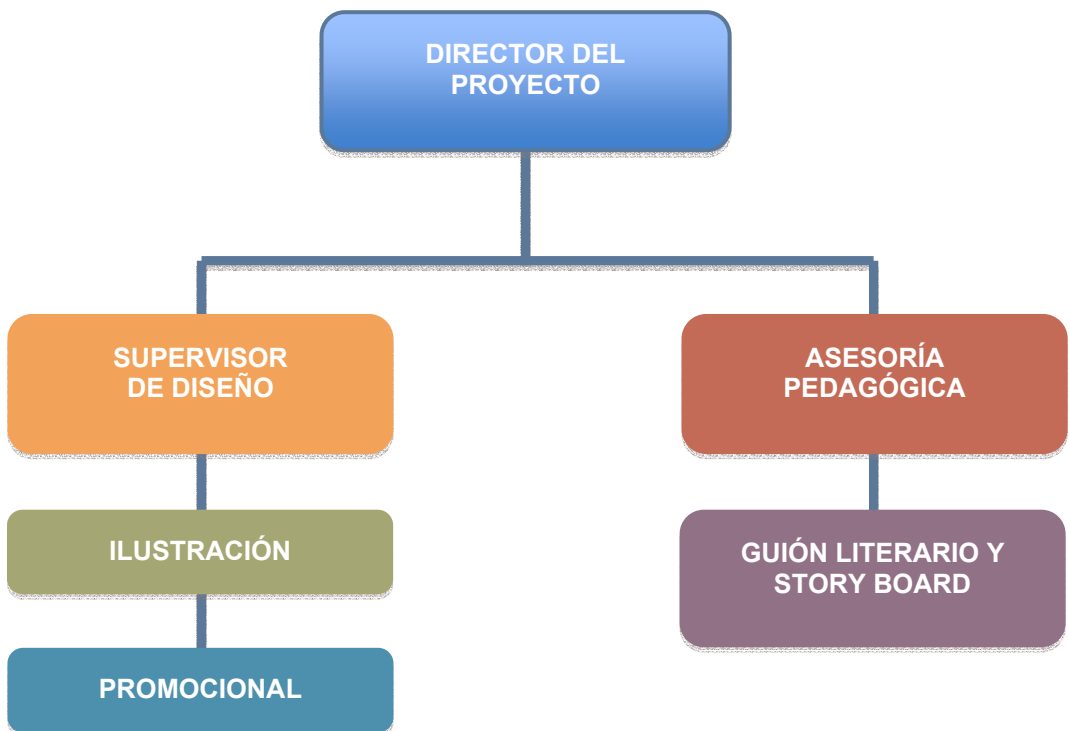 DIRECTOR DEL
PROYECTO
SUPERVISOR
DE DISEÑO
ASESORÍA
PEDAGÓGICA
ILUSTRACIÓN
GUIÓN LITERARIO Y
STORY BOARD
PROMOCIONAL